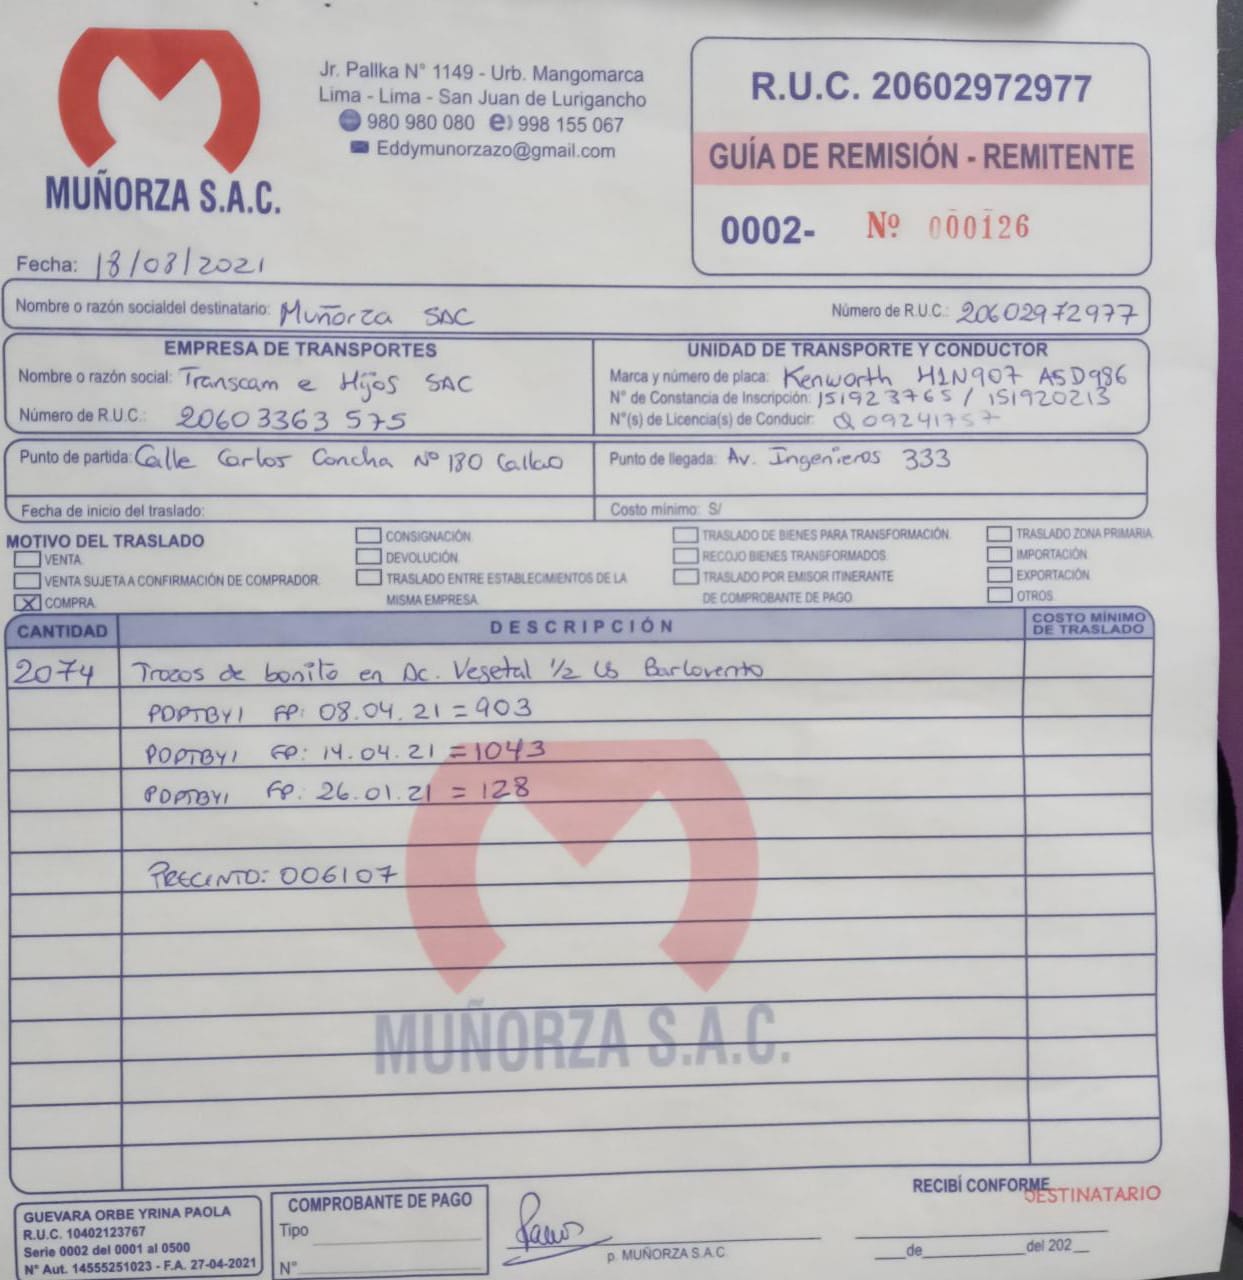 MUÑORZA S.A.C.
Jr. Pallka N° 1149 - Urb. Mangomarca
Lima - Lima - San Juan de Lurigancho
980 980 080 e) 998 155 067
Eddymunorzazo@gmail.com
R.U.C. 20602972977
GUÍA DE REMISIÓN - REMITENTE
0002- Nº 000126
Fecha: 18/08/2021
Nombre o razón socialdel destinatario: Muñorza SAC Número de R.U.C.: 20602972977
EMPRESA DE TRANSPORTES
Nombre o razón social: Transcam e Hijos SAC
Número de R.U.C.: 20603363575
UNIDAD DE TRANSPORTE Y CONDUCTOR
Marca y número de placa: Kenworth H1N907 ASD986
N° de Constancia de Inscripción: 151923765 / 151920213
N°(s) de Licencia(s) de Conducir: Q09241757
Punto de partida: Calle Carlos Concha Nº 180 Callao
Punto de llegada: Av. Ingenieros 333
Fecha de inicio del traslado:
Costo mínimo: S/
MOTIVO DEL TRASLADO
VENTA
VENTA SUJETA A CONFIRMACIÓN DE COMPRADOR
X COMPRA
CONSIGNACIÓN
DEVOLUCIÓN
TRASLADO ENTRE ESTABLECIMIENTOS DE LA
MISMA EMPRESA
TRASLADO DE BIENES PARA TRANSFORMACIÓN
RECOJO BIENES TRANSFORMADOS
TRASLADO POR EMISOR ITINERANTE
DE COMPROBANTE DE PAGO
TRASLADO ZONA PRIMARIA
IMPORTACIÓN
EXPORTACIÓN
OTROS
CANTIDAD DESCRIPCIÓN COSTO MÍNIMO
DE TRASLADO
2074 Trozos de bonito en Ac. Vegetal 1/2 Lb Barlovento
PDPTBY1 FP: 08.04.21 = 903
PDPTBY1 FP: 14.04.21 = 1043
PDPTBY1 FP: 26.01.21 = 128
PRECINTO: 006107
MUÑORZA S.A.C.
GUEVARA ORBE YRINA PAOLA
R.U.C. 10402123767
Serie 0002 del 0001 al 0500
N° Aut. 14555251023 - F.A. 27-04-2021
COMPROBANTE DE PAGO
Tipo
N°
p. MUÑORZA S.A.C.
RECIBÍ CONFORME
DESTINATARIO
de del 202